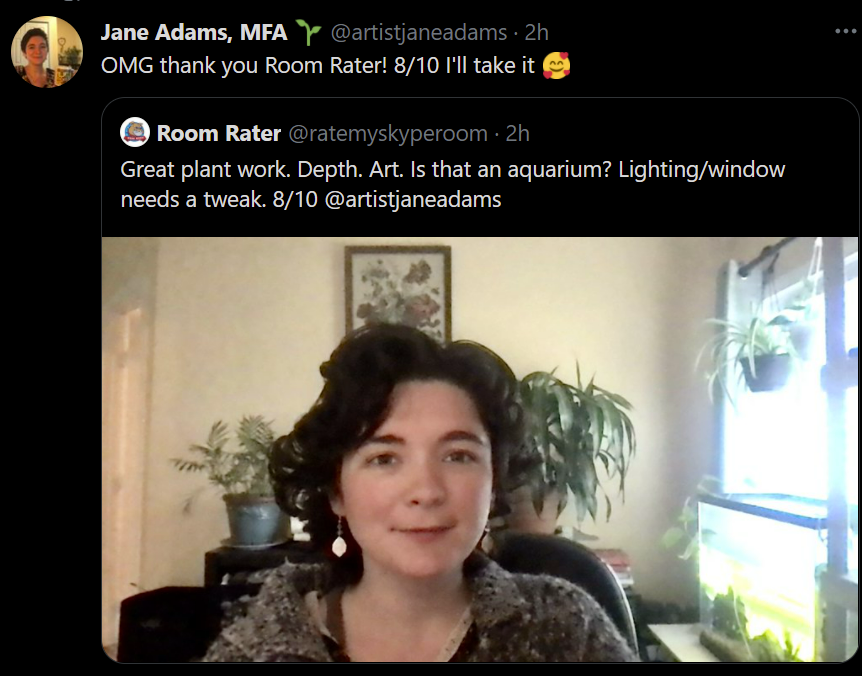 Jane Adams, MFA 🌱 @artistjaneadams · 2h
OMG thank you Room Rater! 8/10 I'll take it 🥰
Room Rater @ratemyskyperoom · 2h
Great plant work. Depth. Art. Is that an aquarium? Lighting/window
needs a tweak. 8/10 @artistjaneadams